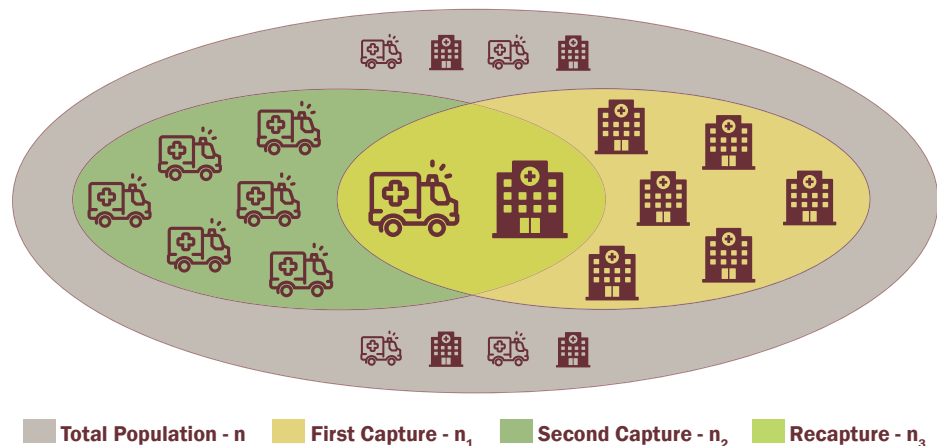 Total Population - n First Capture - n₁ Second Capture - n₂ Recapture - n₃